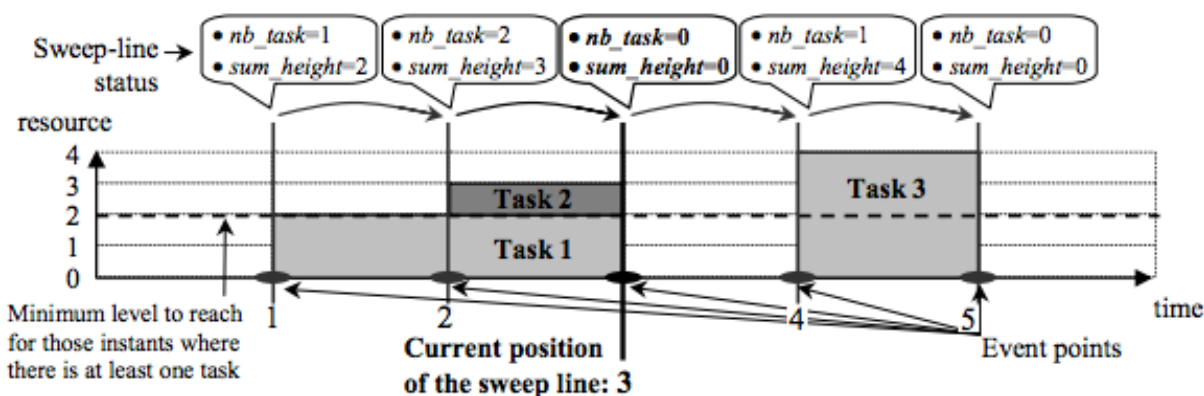 Sweep-line
status
• nb_task=1
• sum_height=2
• nb_task=2
• sum_height=3
• nb_task=0
• sum_height=0
• nb_task=1
• sum_height=4
• nb_task=0
• sum_height=0
resource
4
3
2
1
0
Task 2
Task 1
Task 3
1
2
4
5
time
Minimum level to reach
for those instants where
there is at least one task
Current position
of the sweep line: 3
Event points